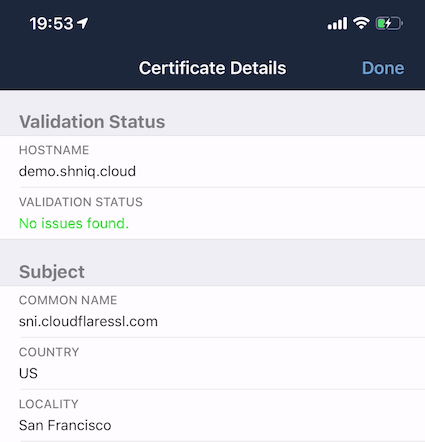 19:53
Certificate Details
Done
Validation Status
HOSTNAME
demo.shniq.cloud
VALIDATION STATUS
No issues found.
Subject
COMMON NAME
sni.cloudflaressl.com
COUNTRY
US
LOCALITY
San Francisco